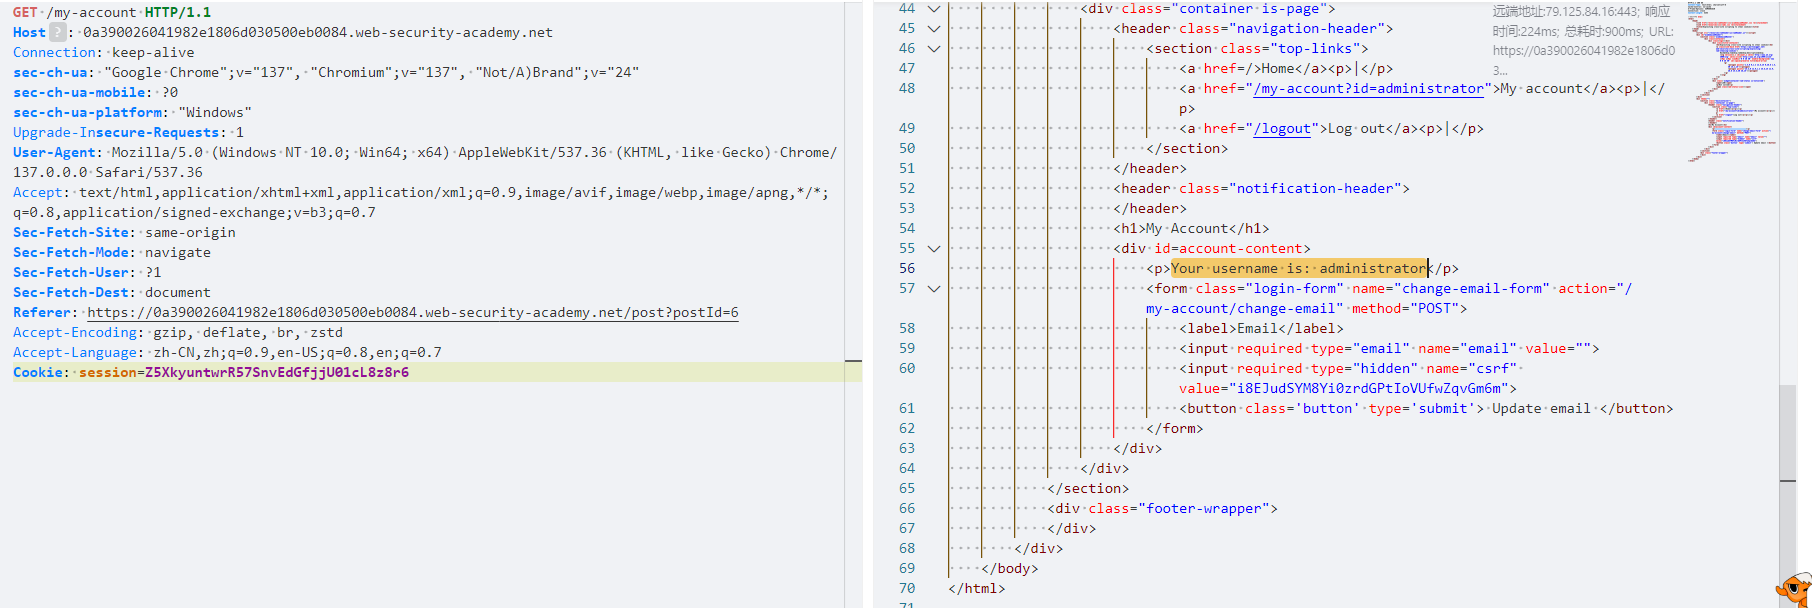 GET /my-account HTTP/1.1
Host ? : 0a390026041982e1806d030500eb0084.web-security-academy.net
Connection: keep-alive
sec-ch-ua: "Google Chrome";v="137", "Chromium";v="137", "Not/A)Brand";v="24"
sec-ch-ua-mobile: ?0
sec-ch-ua-platform: "Windows"
Upgrade-Insecure-Requests: 1
User-Agent: Mozilla/5.0 (Windows NT 10.0; Win64; x64) AppleWebKit/537.36 (KHTML, like Gecko) Chrome/
137.0.0.0 Safari/537.36
Accept: text/html,application/xhtml+xml,application/xml;q=0.9,image/avif,image/webp,image/apng,*/*;
q=0.8,application/signed-exchange;v=b3;q=0.7
Sec-Fetch-Site: same-origin
Sec-Fetch-Mode: navigate
Sec-Fetch-User: ?1
Sec-Fetch-Dest: document
Referer: https://0a390026041982e1806d030500eb0084.web-security-academy.net/post?postId=6
Accept-Encoding: gzip, deflate, br, zstd
Accept-Language: zh-CN,zh;q=0.9,en-US;q=0.8,en;q=0.7
Cookie: session=Z5XkyuntwrR57SnvEdGfjjU01cL8z8r6
44 <div class="container is-page">
45 <header class="navigation-header">
46 <section class="top-links">
47 <a href=/>Home</a><p>|</p>
48 <a href="/my-account?id=administrator">My account</a><p>|</
p>
49 <a href="/logout">Log out</a><p>|</p>
50 </section>
51 </header>
52 <header class="notification-header">
53 </header>
54 <h1>My Account</h1>
55 <div id=account-content>
56 <p>Your username is: administrator</p>
57 <form class="login-form" name="change-email-form" action="/
my-account/change-email" method="POST">
58 <label>Email</label>
59 <input required type="email" name="email" value="">
60 <input required type="hidden" name="csrf"
value="i8EJudSYM8Yi0zrdGPtIoVUfwZqvGm6m">
61 <button class='button' type='submit'> Update email </button>
62 </form>
63 </div>
64 </div>
65 </section>
66 <div class="footer-wrapper">
67 </div>
68 </div>
69 </body>
70 </html>
71
远端地址:79.125.84.16:443; 响应
时间:224ms; 总耗时:900ms; URL:
https://0a390026041982e1806d0
3...